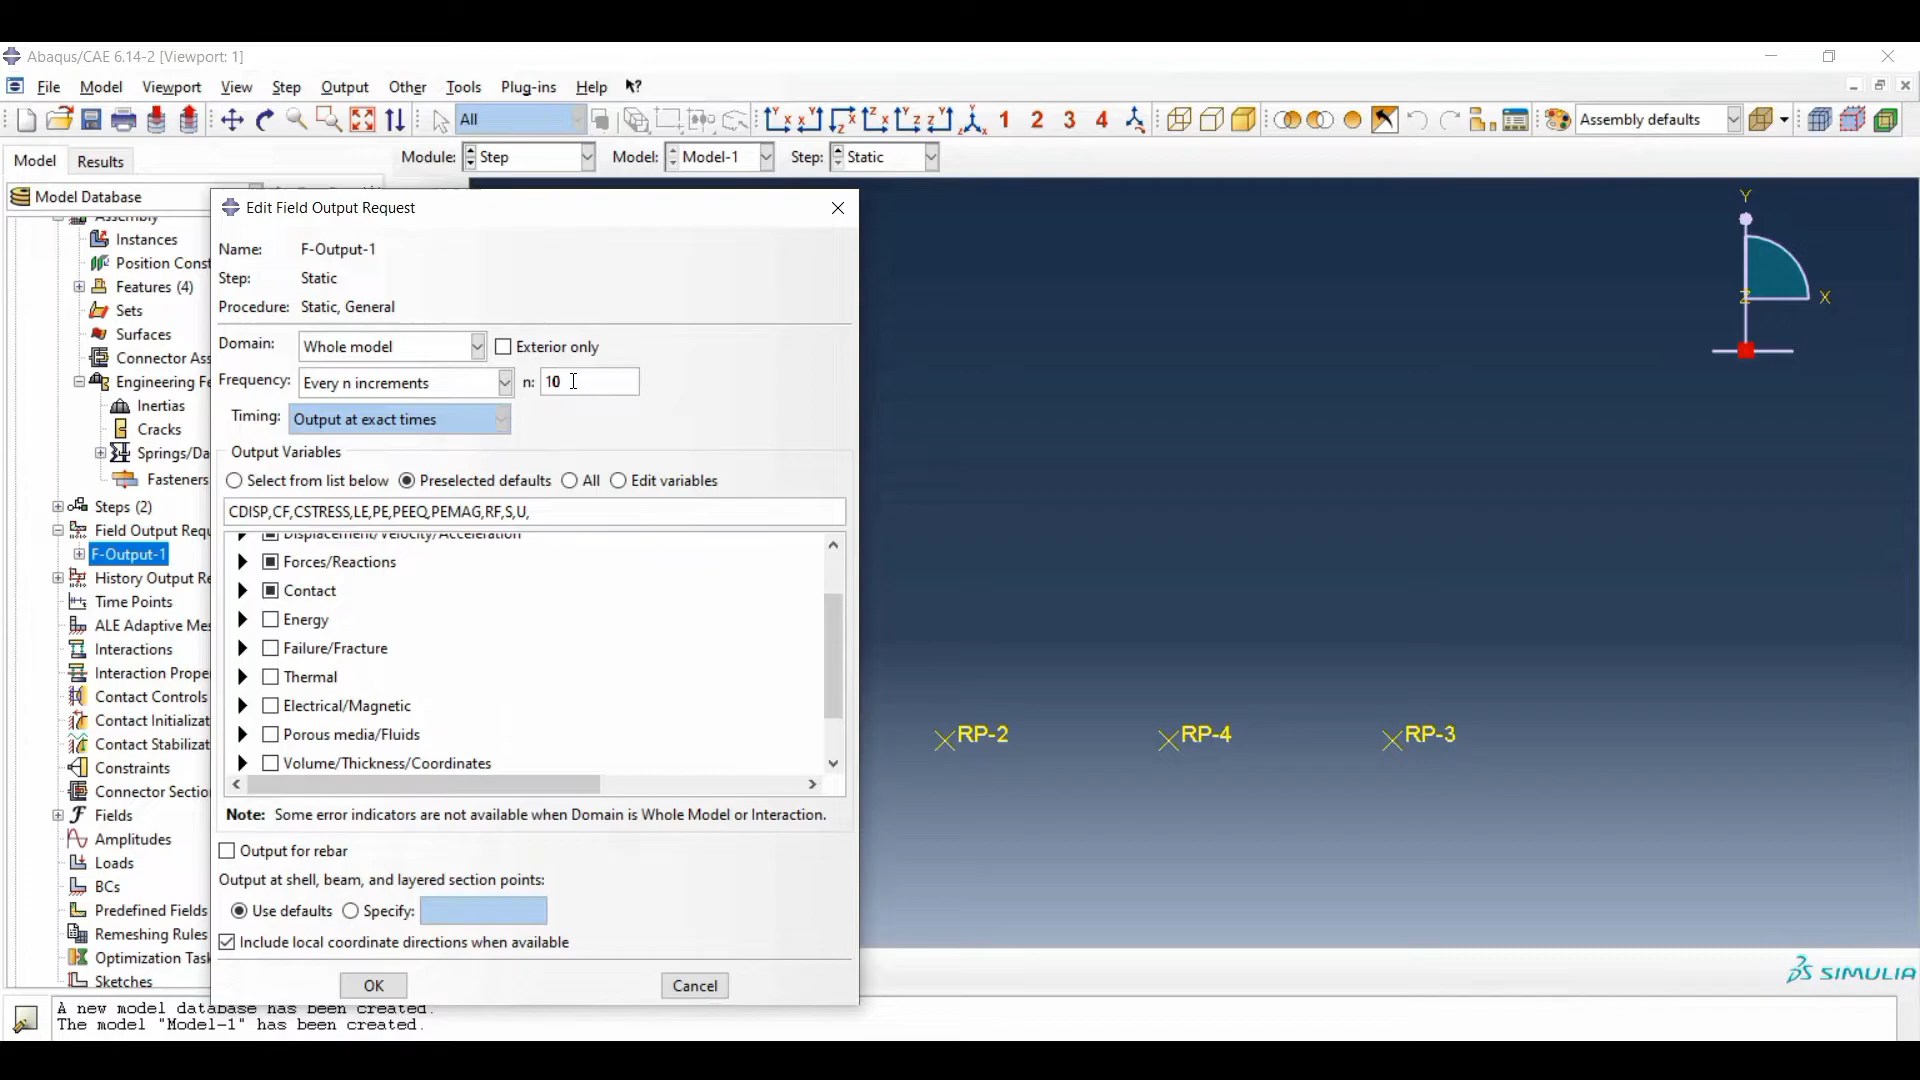 Abaqus/CAE 6.14-2 [Viewport: 1]
File Model Viewport View Step Output Other Tools Plug-ins Help
All
1 2 3 4
Assembly defaults
Model Results
Module: Step Model: Model-1 Step: Static
Model Database
Assembly
Instances
Position Const
Features (4)
Sets
Surfaces
Connector Ass
Engineering Fe
Inertias
Cracks
Springs/Da
Fasteners
Steps (2)
Field Output Requ
F-Output-1
History Output Re
Time Points
ALE Adaptive Mes
Interactions
Interaction Prope
Contact Controls
Contact Initializat
Contact Stabilizat
Constraints
Connector Sectio
Fields
Amplitudes
Loads
BCs
Predefined Fields
Remeshing Rules
Optimization Task
Sketches
Edit Field Output Request
Name: F-Output-1
Step: Static
Procedure: Static, General
Domain: Whole model Exterior only
Frequency: Every n increments n: 10
Timing: Output at exact times
Output Variables
Select from list below Preselected defaults All Edit variables
CDISP,CF,CSTRESS,LE,PE,PEEQ,PEMAG,RF,S,U,
Displacement/Velocity/Acceleration
Forces/Reactions
Contact
Energy
Failure/Fracture
Thermal
Electrical/Magnetic
Porous media/Fluids
Volume/Thickness/Coordinates
Note: Some error indicators are not available when Domain is Whole Model or Interaction.
Output for rebar
Output at shell, beam, and layered section points:
Use defaults Specify:
Include local coordinate directions when available
OK Cancel
Y
Z X
RP-2 RP-4 RP-3
SIMULIA
A new model database has been created.
The model "Model-1" has been created.